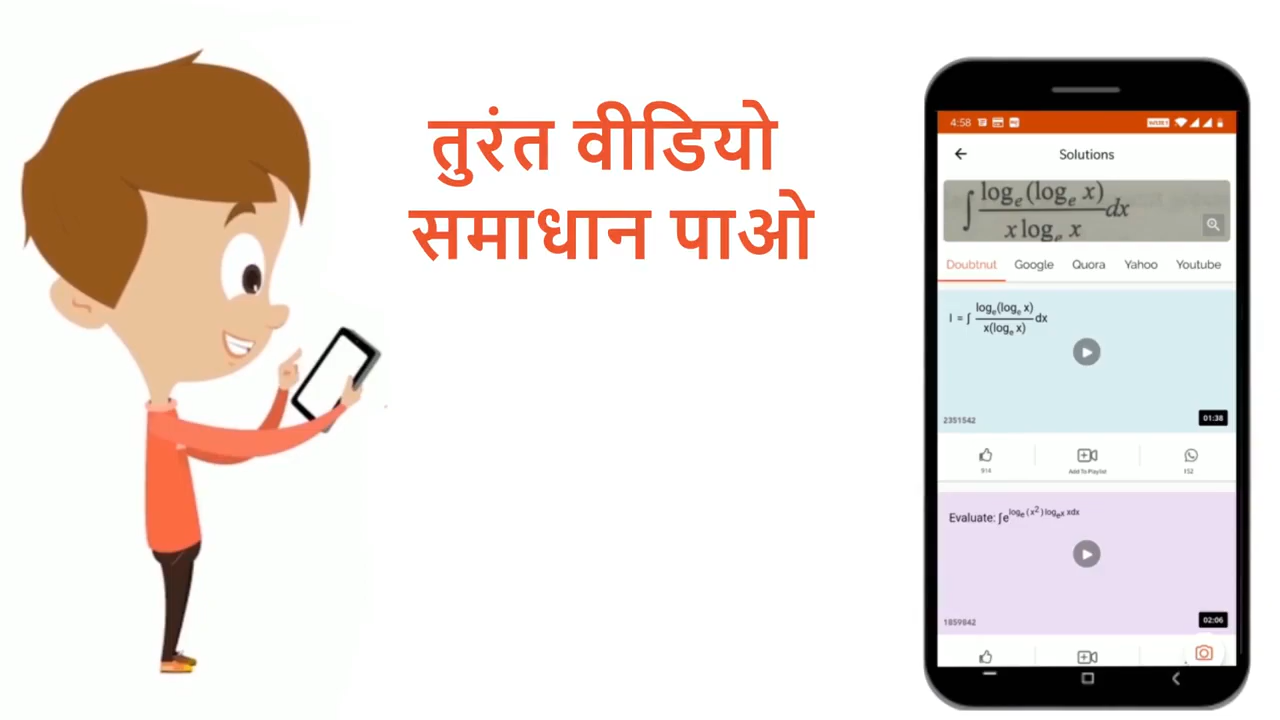 तुरंत वीडियो
समाधान पाओ
4:58
Solutions
∫ logₑ(logₑ x) / x logₑ x dx
Doubtnut Google Quora Yahoo Youtube
I = ∫ logₑ(logₑ x) / x(logₑ x) dx
2351542
01:38
914
Add To Playlist
152
Evaluate: ∫e^logₑ(x²)logₑx xdx
1859842
02:06